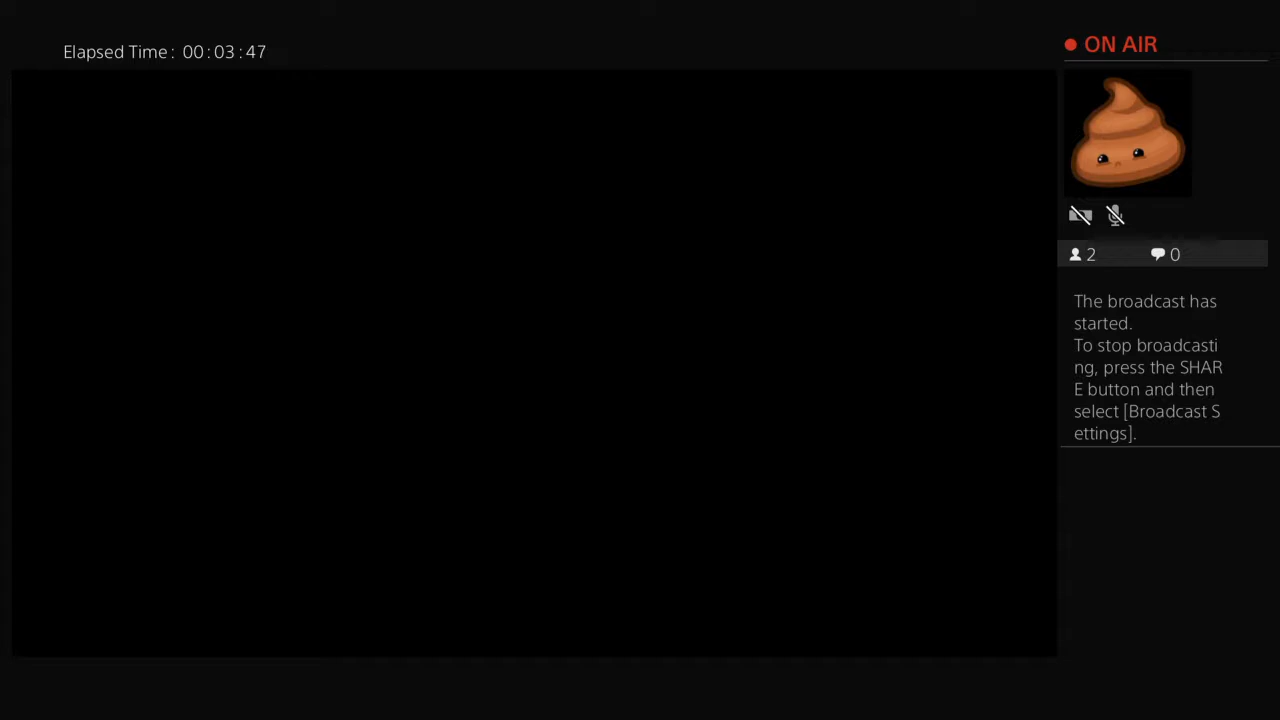 Elapsed Time: 00:03:47
ON AIR
2 0
The broadcast has
started.
To stop broadcasti
ng, press the SHAR
E button and then
select [Broadcast S
ettings].